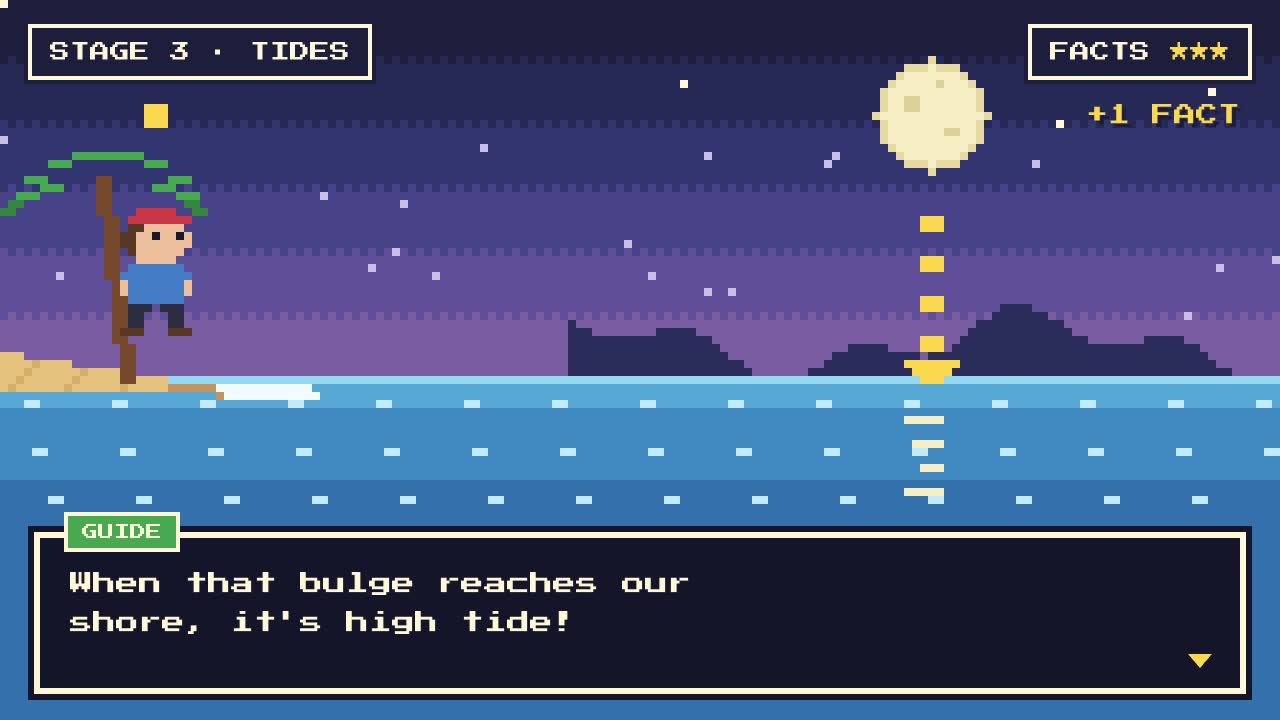 STAGE 3 · TIDES
FACTS ★★★
+1 FACT
GUIDE
When that bulge reaches our
shore, it's high tide!